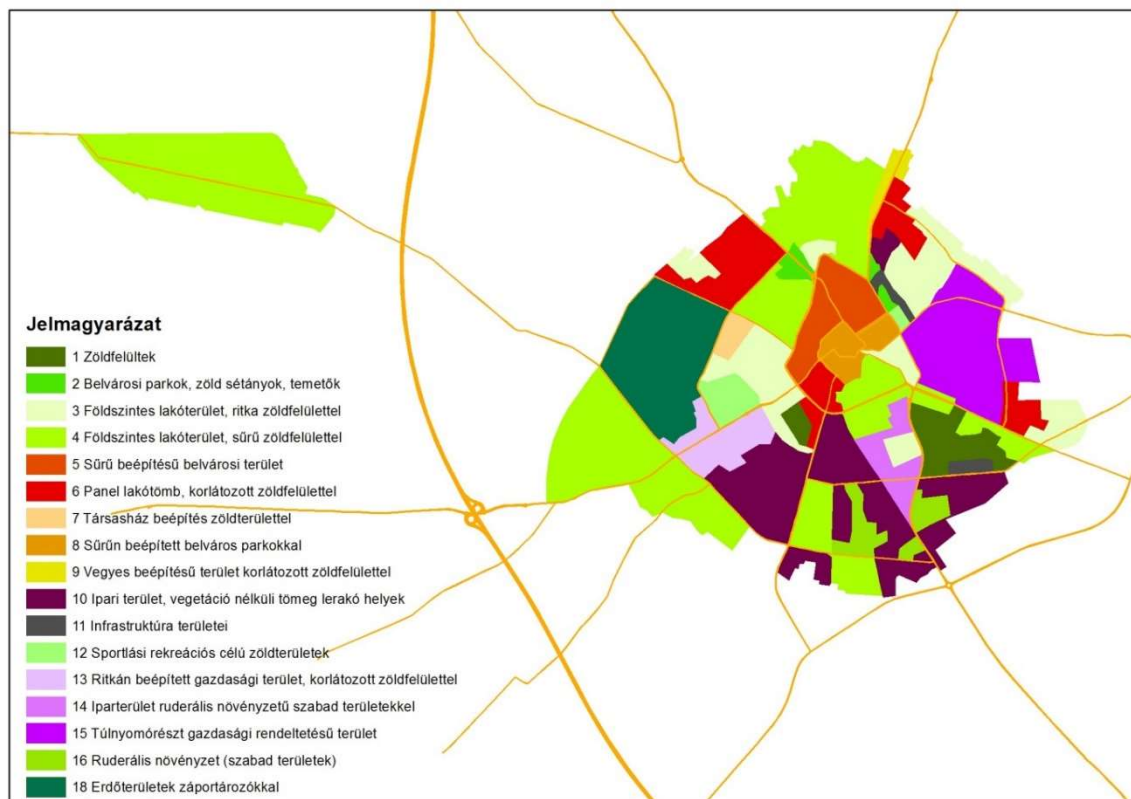 Jelmagyarázat
1 Zöldfelültek
2 Belvárosi parkok, zöld sétányok, temetők
3 Földszintes lakóterület, ritka zöldfelülettel
4 Földszintes lakóterület, sűrű zöldfelülettel
5 Sűrű beépítésű belvárosi terület
6 Panel lakótömb, korlátozott zöldfelülettel
7 Társasház beépítés zöldterülettel
8 Sűrűn beépített belváros parkokkal
9 Vegyes beépítésű terület korlátozott zöldfelülettel
10 Ipari terület, vegetáció nélküli tömeg lerakó helyek
11 Infrastruktúra területei
12 Sportlási rekreációs célú zöldterületek
13 Ritkán beépített gazdasági terület, korlátozott zöldfelülettel
14 Iparterület ruderális növényzetű szabad területekkel
15 Túlnyomórészt gazdasági rendeltetésű terület
16 Ruderális növényzet (szabad területek)
18 Erdőterületek záportározókkal